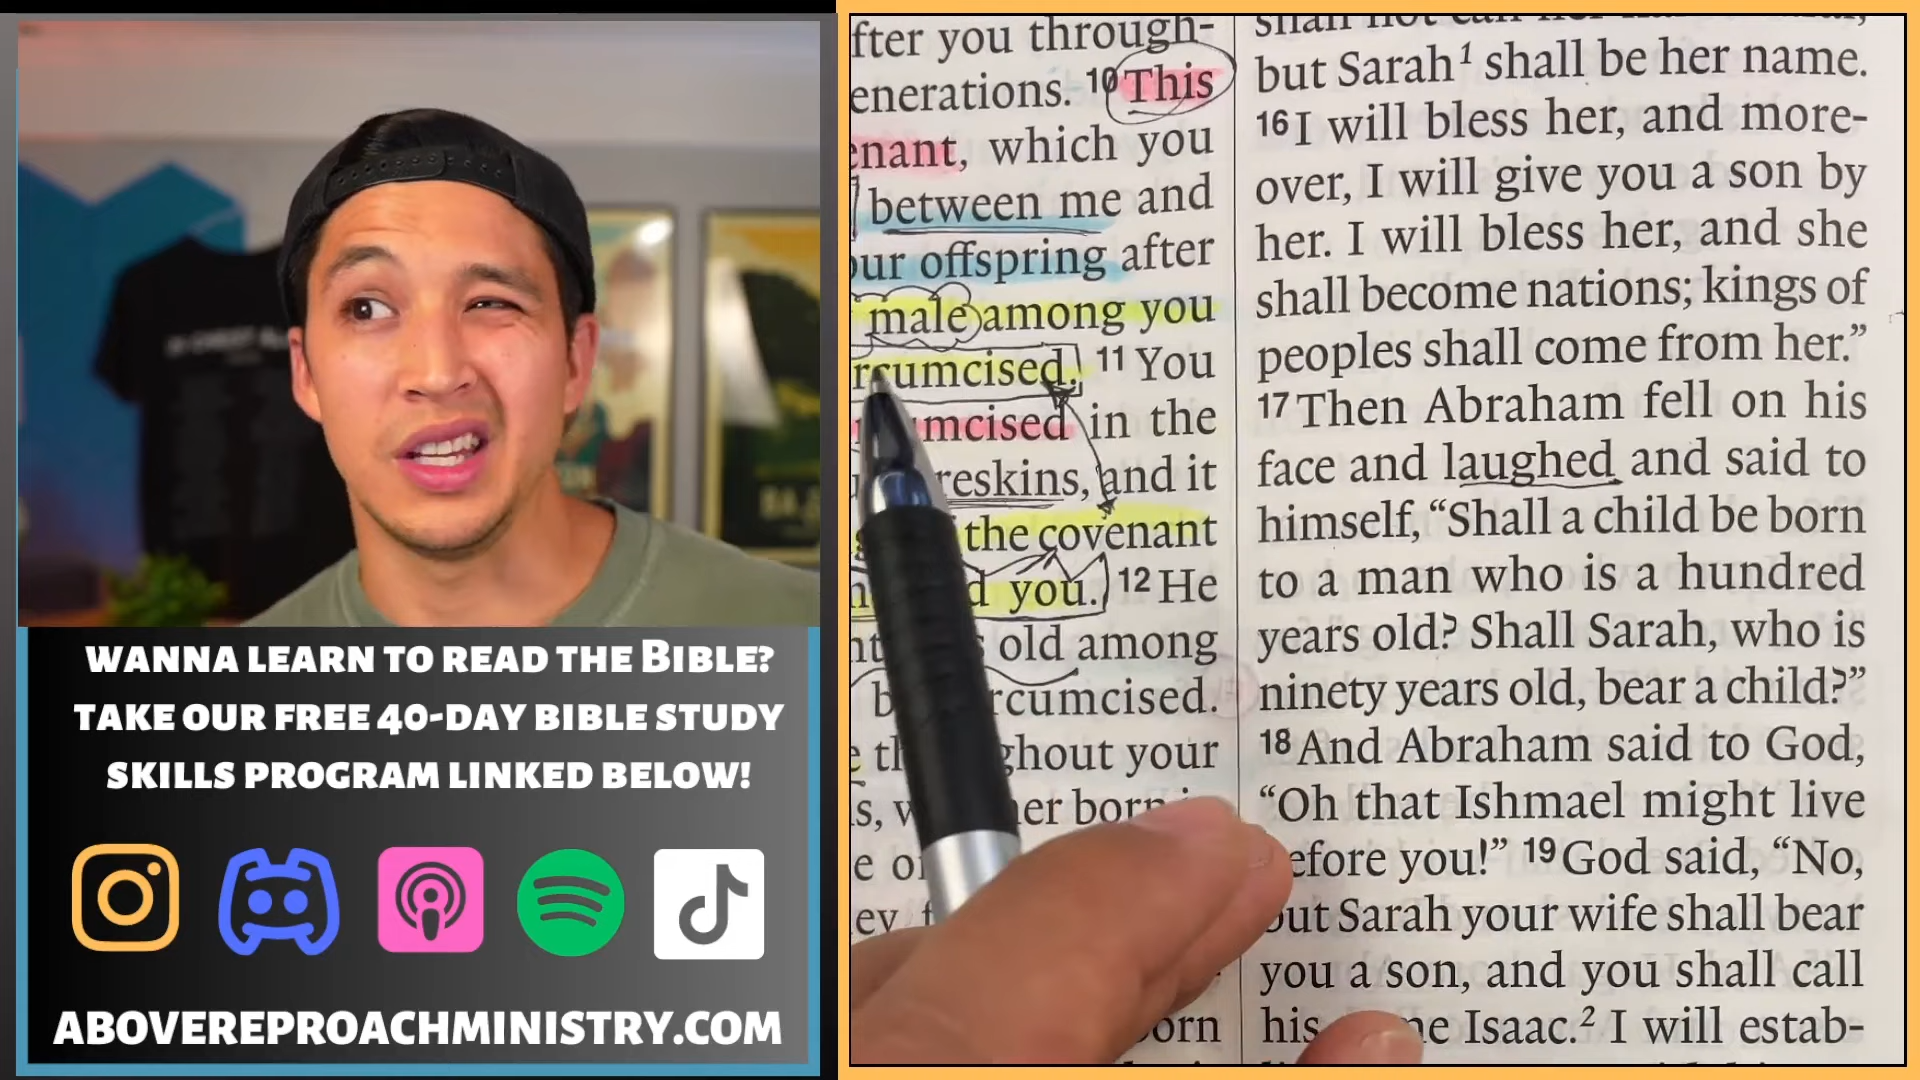 WANNA LEARN TO READ THE BIBLE?
TAKE OUR FREE 40-DAY BIBLE STUDY
SKILLS PROGRAM LINKED BELOW!
ABOVEREPROACHMINISTRY.COM
fter you through-
enerations. 10 This
enant, which you
between me and
our offspring after
male among you
rcumcised. 11 You
mcised in the
reskins, and it
the covenant
d you. 12 He
old among
rcumcised.
ghout your
s, er born
e
ey
orn
but Sarah1 shall be her name.
16 I will bless her, and more-
over, I will give you a son by
her. I will bless her, and she
shall become nations; kings of
peoples shall come from her.”
17 Then Abraham fell on his
face and laughed and said to
himself, “Shall a child be born
to a man who is a hundred
years old? Shall Sarah, who is
ninety years old, bear a child?”
18 And Abraham said to God,
“Oh that Ishmael might live
efore you!” 19 God said, “No,
but Sarah your wife shall bear
you a son, and you shall call
his ne Isaac.2 I will estab-